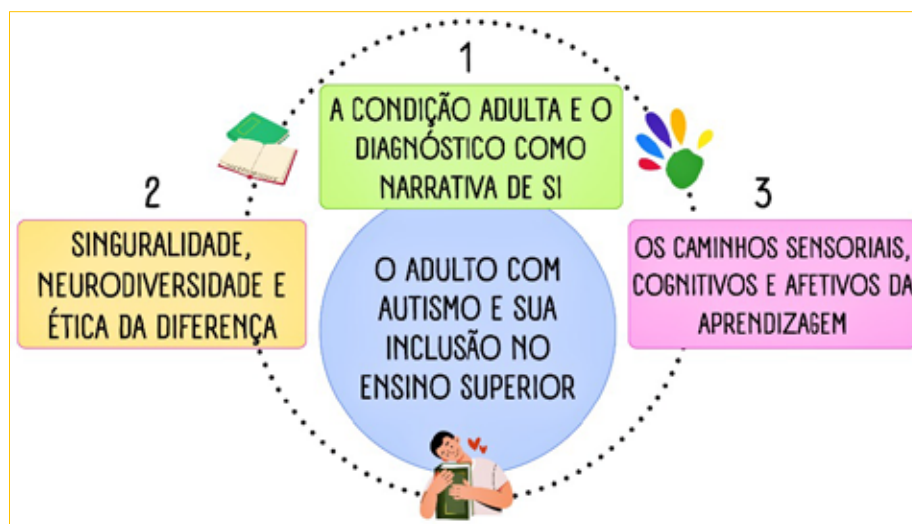 1
A CONDIÇÃO ADULTA E O
DIAGNÓSTICO COMO
NARRATIVA DE SI
2
SINGURALIDADE,
NEURODIVERSIDADE E
ÉTICA DA DIFERENÇA
3
OS CAMINHOS SENSORIAIS,
COGNITIVOS E AFETIVOS DA
APRENDIZAGEM
O ADULTO COM
AUTISMO E SUA
INCLUSÃO NO
ENSINO SUPERIOR